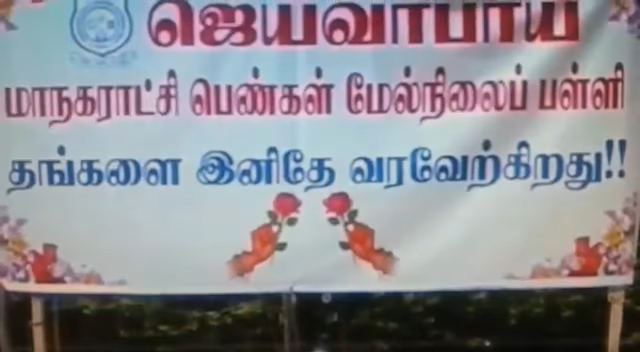 ஜெயவாபாய்
மாநகராட்சி பெண்கள் மேல்நிலைப் பள்ளி
தங்களை இனிதே வரவேற்கிறது!!